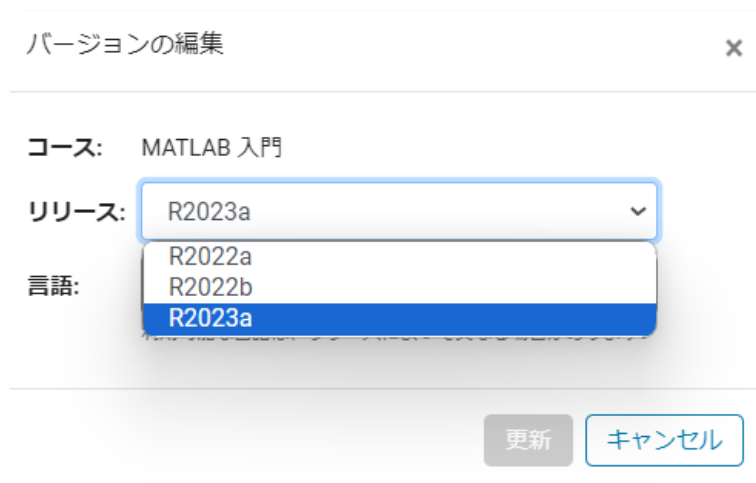 バージョンの編集
×
コース: MATLAB 入門
リリース: R2023a
R2022a
R2022b
言語:
R2023a
更新 キャンセル